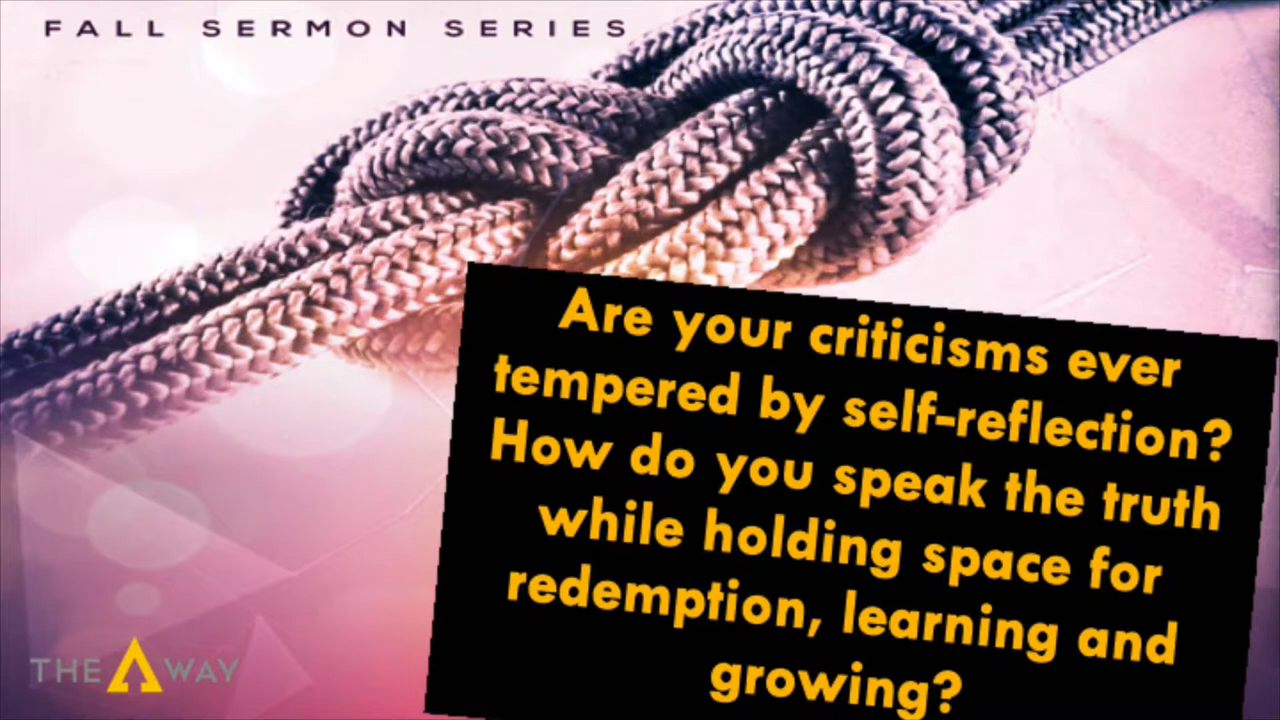 FALL SERMON SERIES
Are your criticisms ever
tempered by self-reflection?
How do you speak the truth
while holding space for
redemption, learning and
growing?
THE WAY